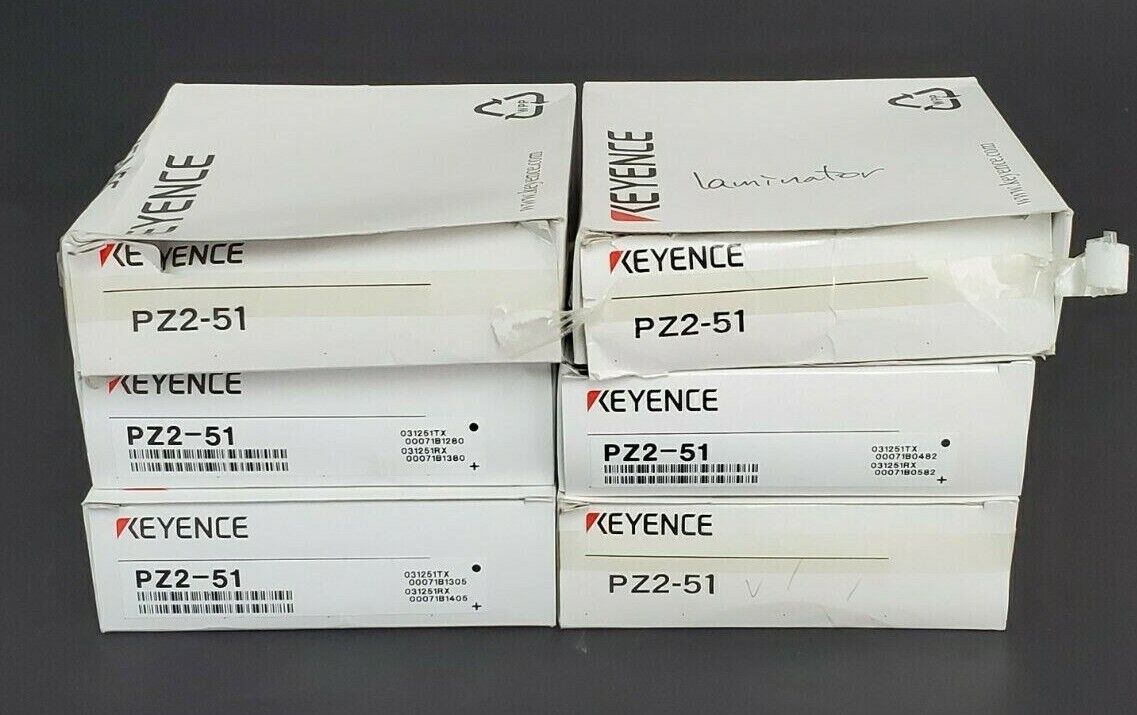 WPP
www.keyence.com
KEYENCE
KEYENCE
PZ2-51
WPP
www.keyence.com
KEYENCE
laminator
KEYENCE
PZ2-51
KEYENCE
PZ2-51
031251TX
00071B1280
031251RX
00071B1380
KEYENCE
PZ2-51
031251TX
00071B0482
031251RX
00071B0582
KEYENCE
PZ2-51
031251TX
00071B1305
031251RX
00071B1405
KEYENCE
PZ2-51